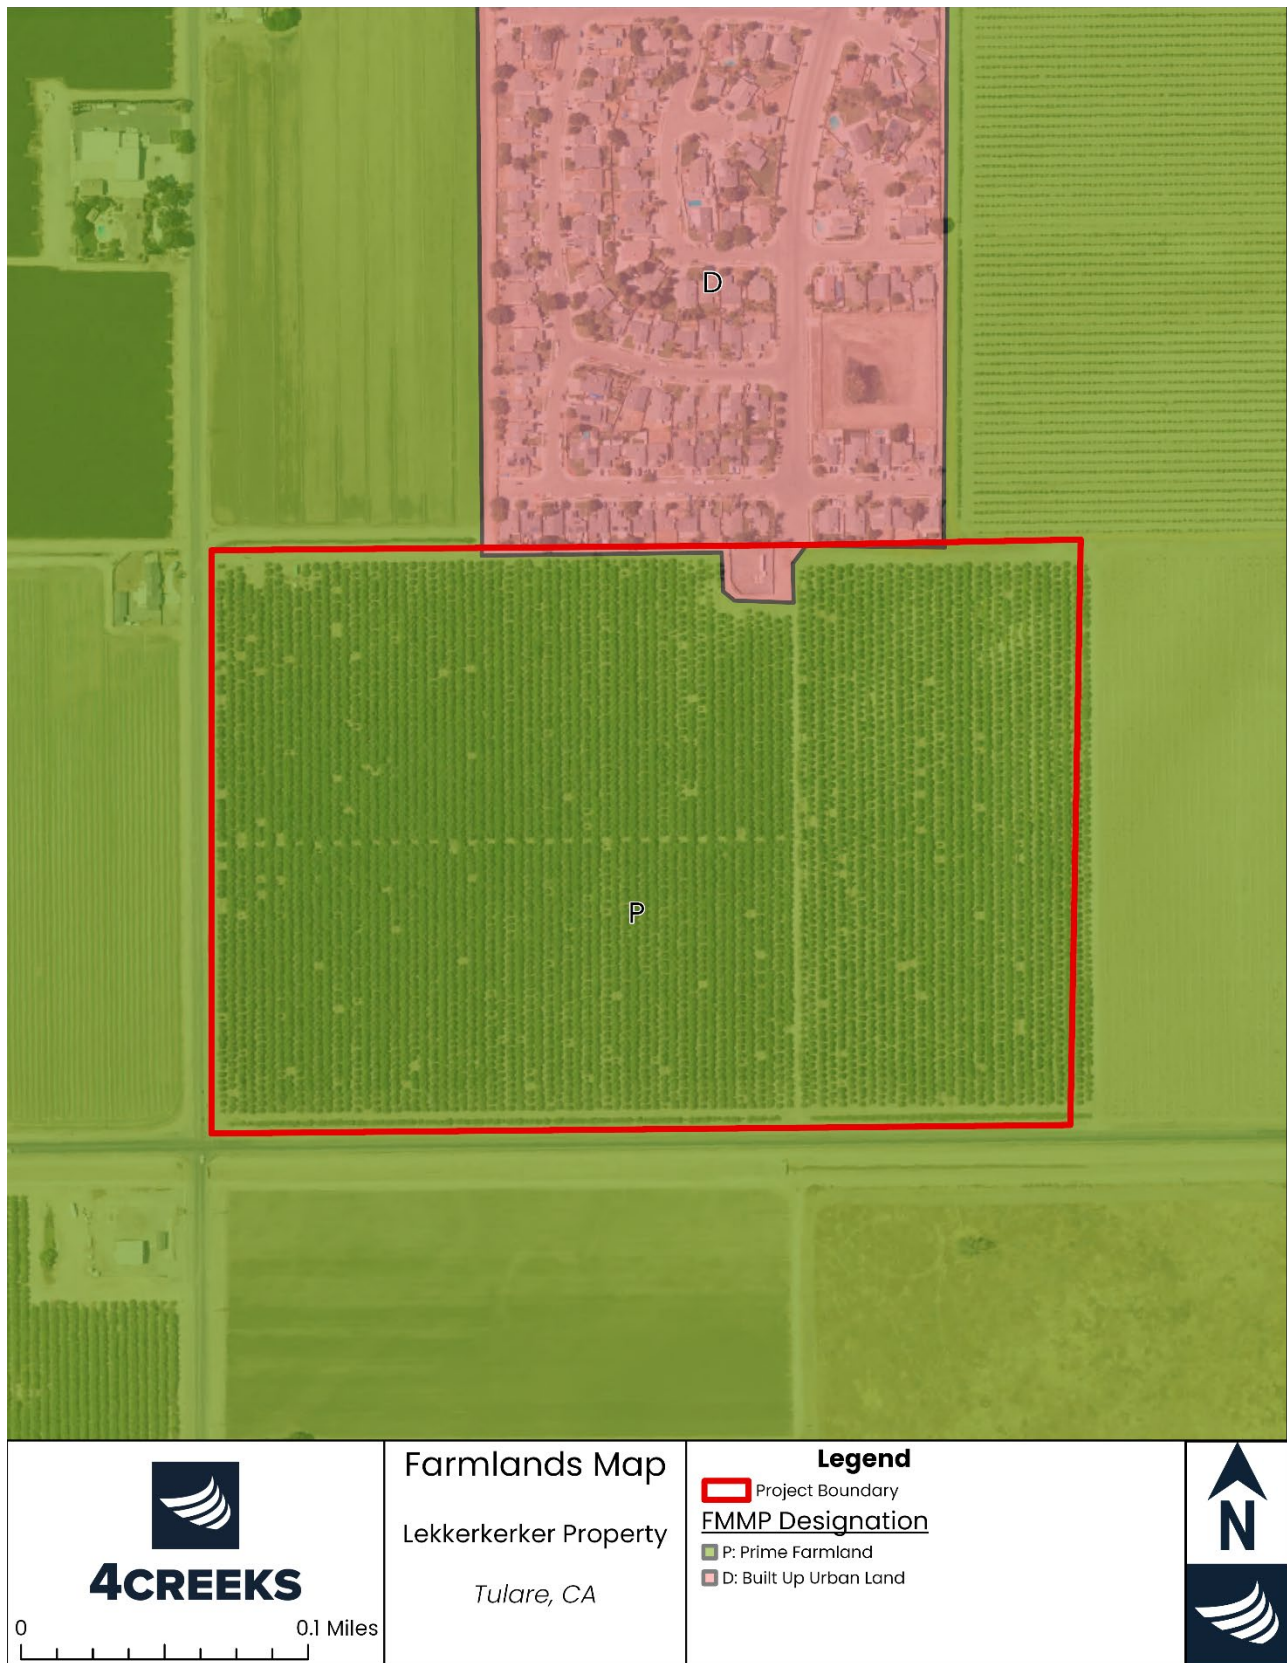 D
P
4CREEKS
0 0.1 Miles
Farmlands Map
Lekkerkerker Property
Tulare, CA
Legend
Project Boundary
FMMP Designation
P: Prime Farmland
D: Built Up Urban Land
N